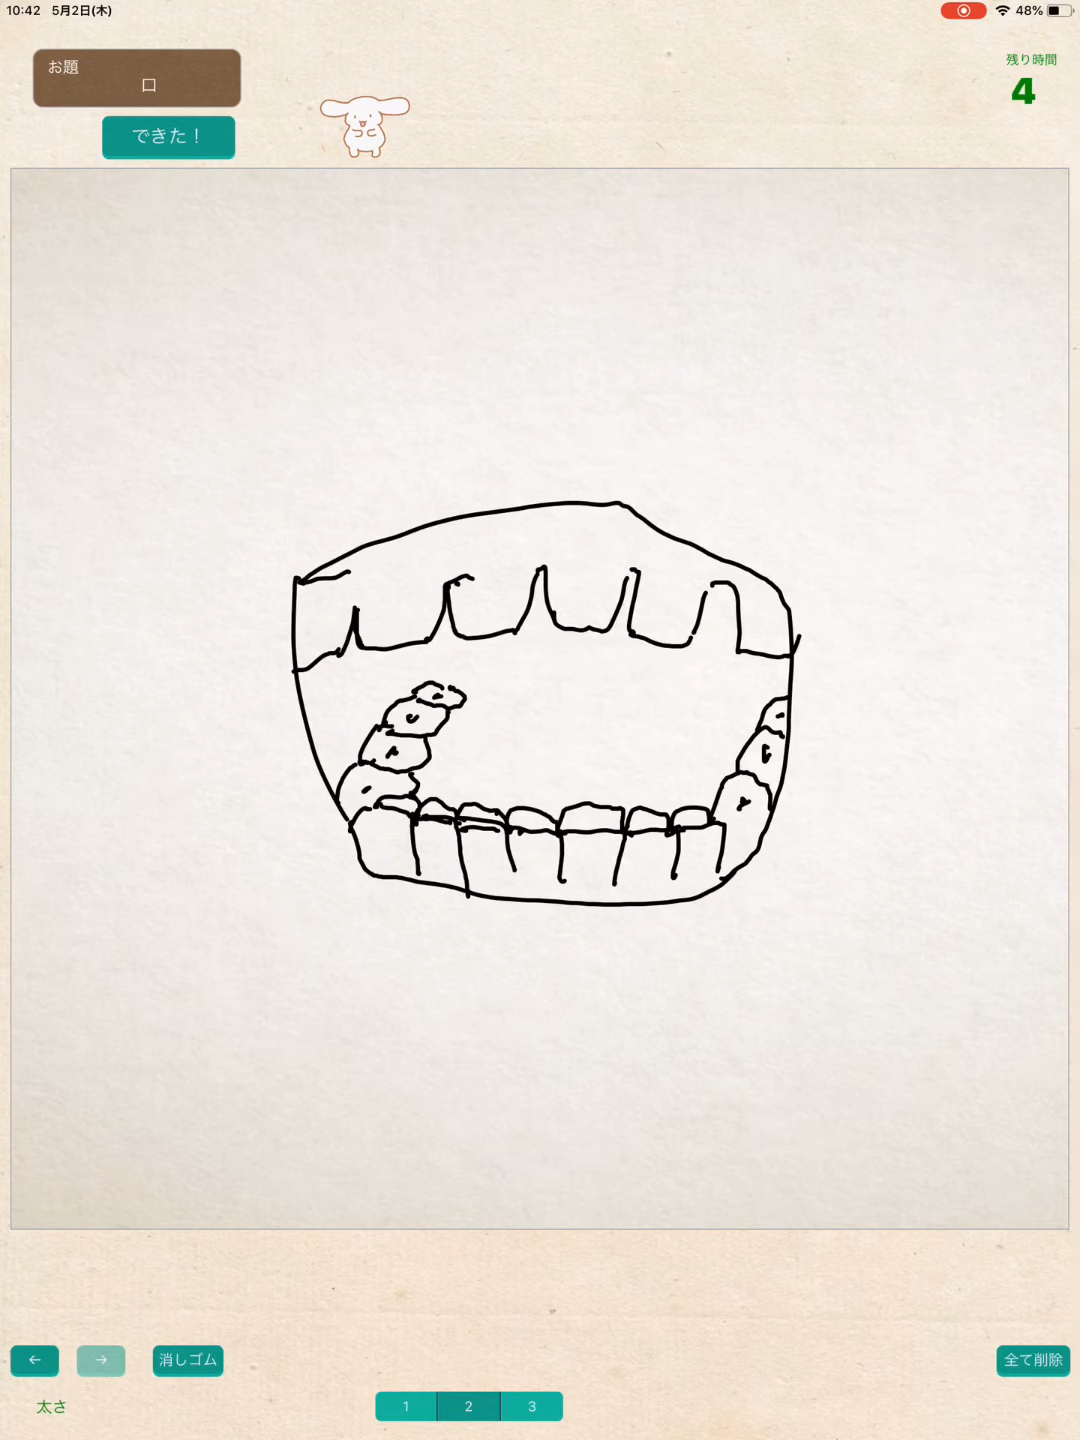 10:42 5月2日(木)
48%
お題
口
できた！
残り時間
4
← →
消しゴム
全て削除
太さ
1 2 3